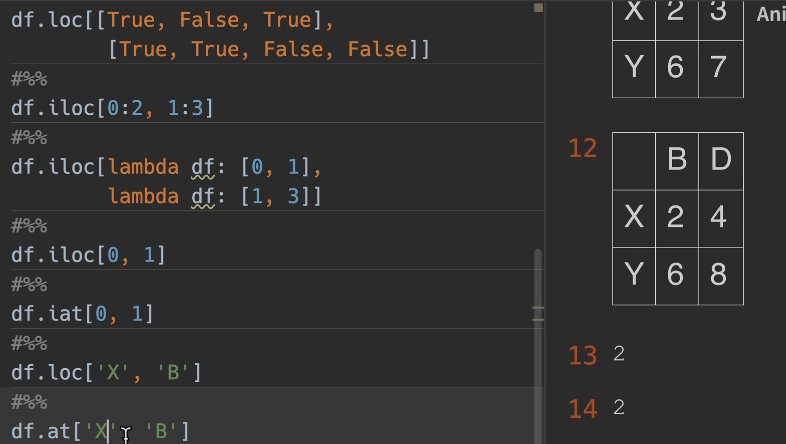 df.loc[[True, False, True],
[True, True, False, False]]
#%%
df.iloc[0:2, 1:3]
#%%
df.iloc[lambda df: [0, 1],
lambda df: [1, 3]]
#%%
df.iloc[0, 1]
#%%
df.iat[0, 1]
#%%
df.loc['X', 'B']
#%%
df.at['X', 'B']
X 2 3
Y 6 7
Ani
12
B D
X 2 4
Y 6 8
13 2
14 2